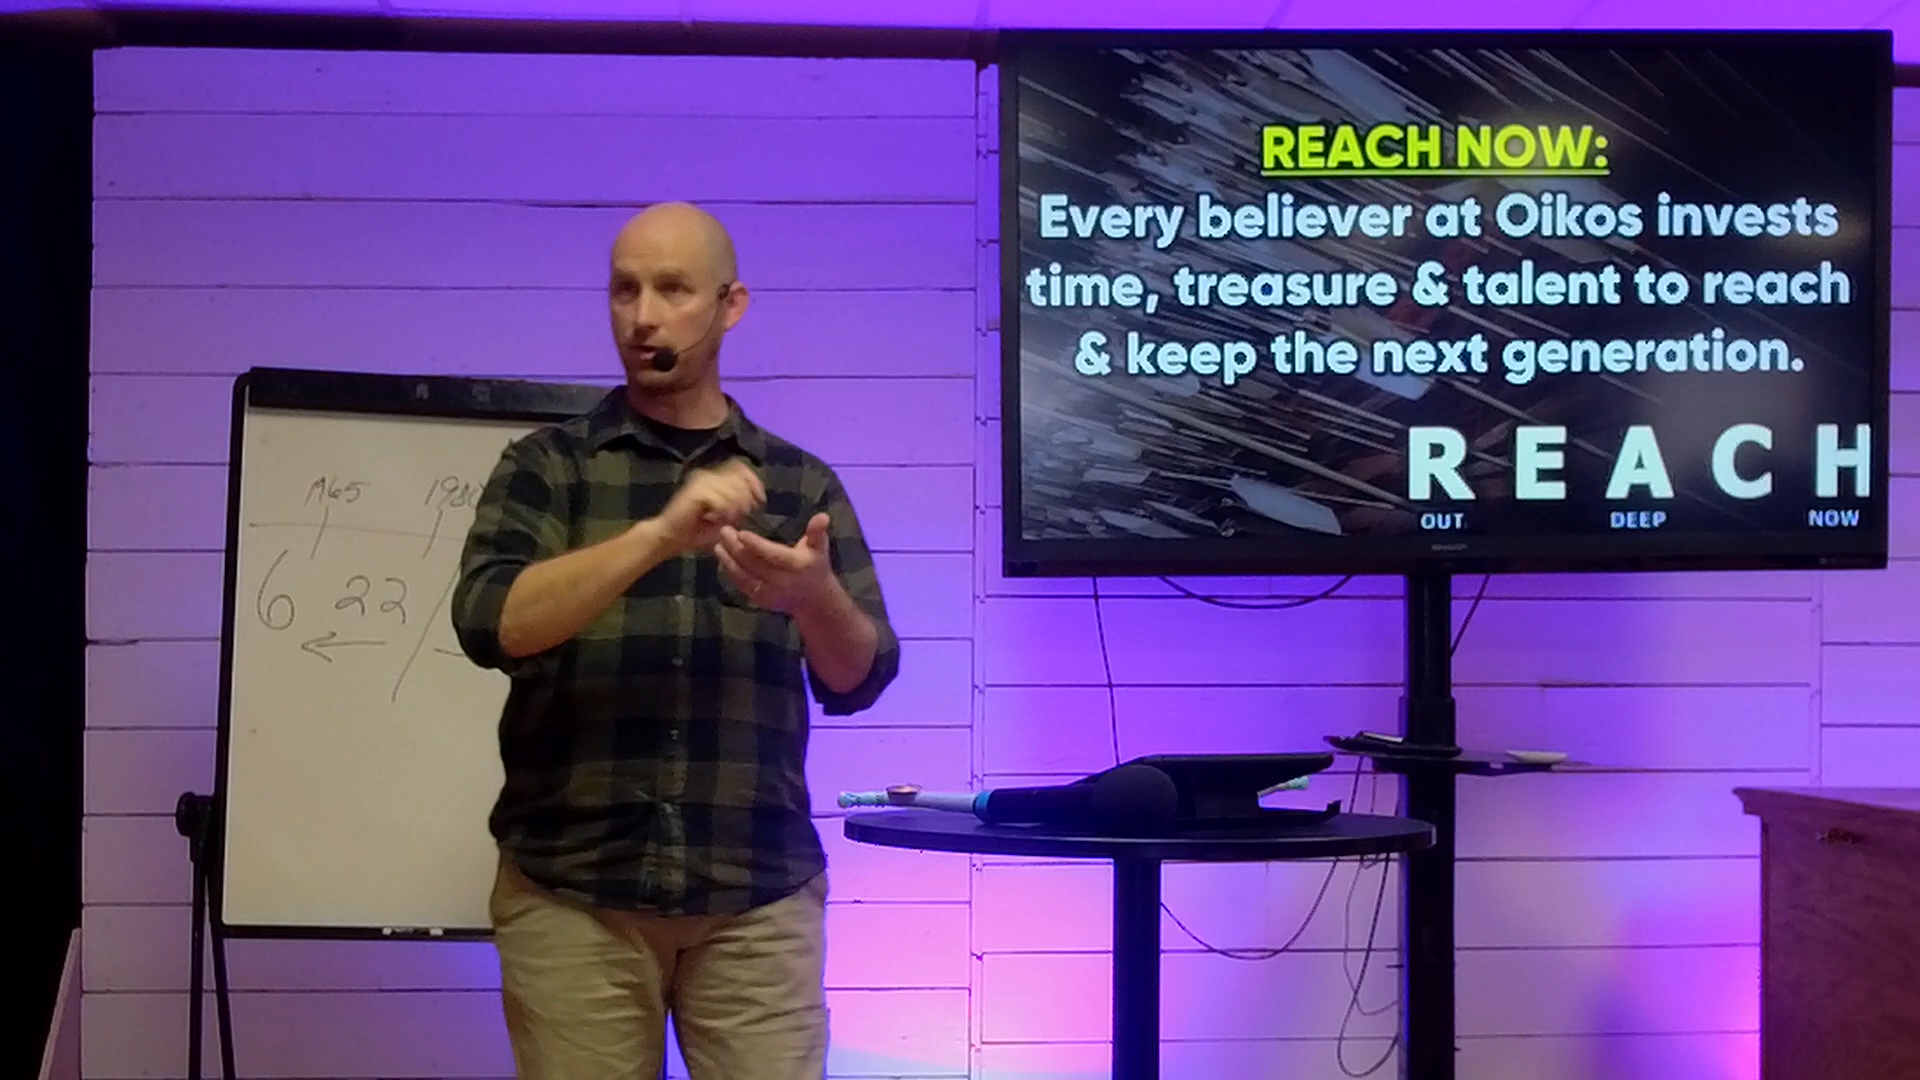 REACH NOW:
Every believer at Oikos invests
time, treasure & talent to reach
& keep the next generation.
R E A C H
OUT DEEP NOW
1965 198
6 22